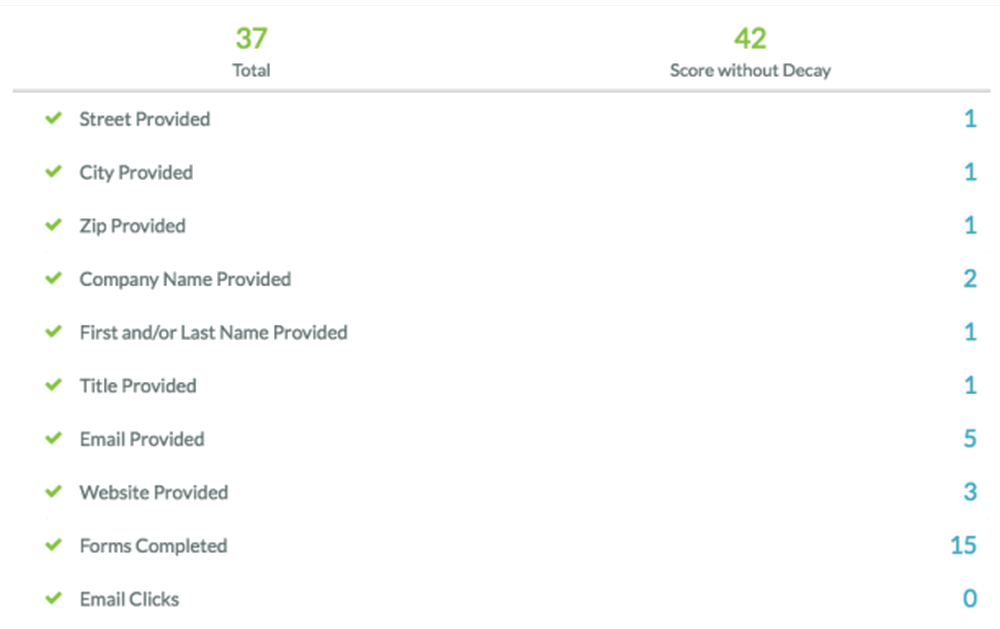 37 42
Total Score without Decay
Street Provided 1
City Provided 1
Zip Provided 1
Company Name Provided 2
First and/or Last Name Provided 1
Title Provided 1
Email Provided 5
Website Provided 3
Forms Completed 15
Email Clicks 0